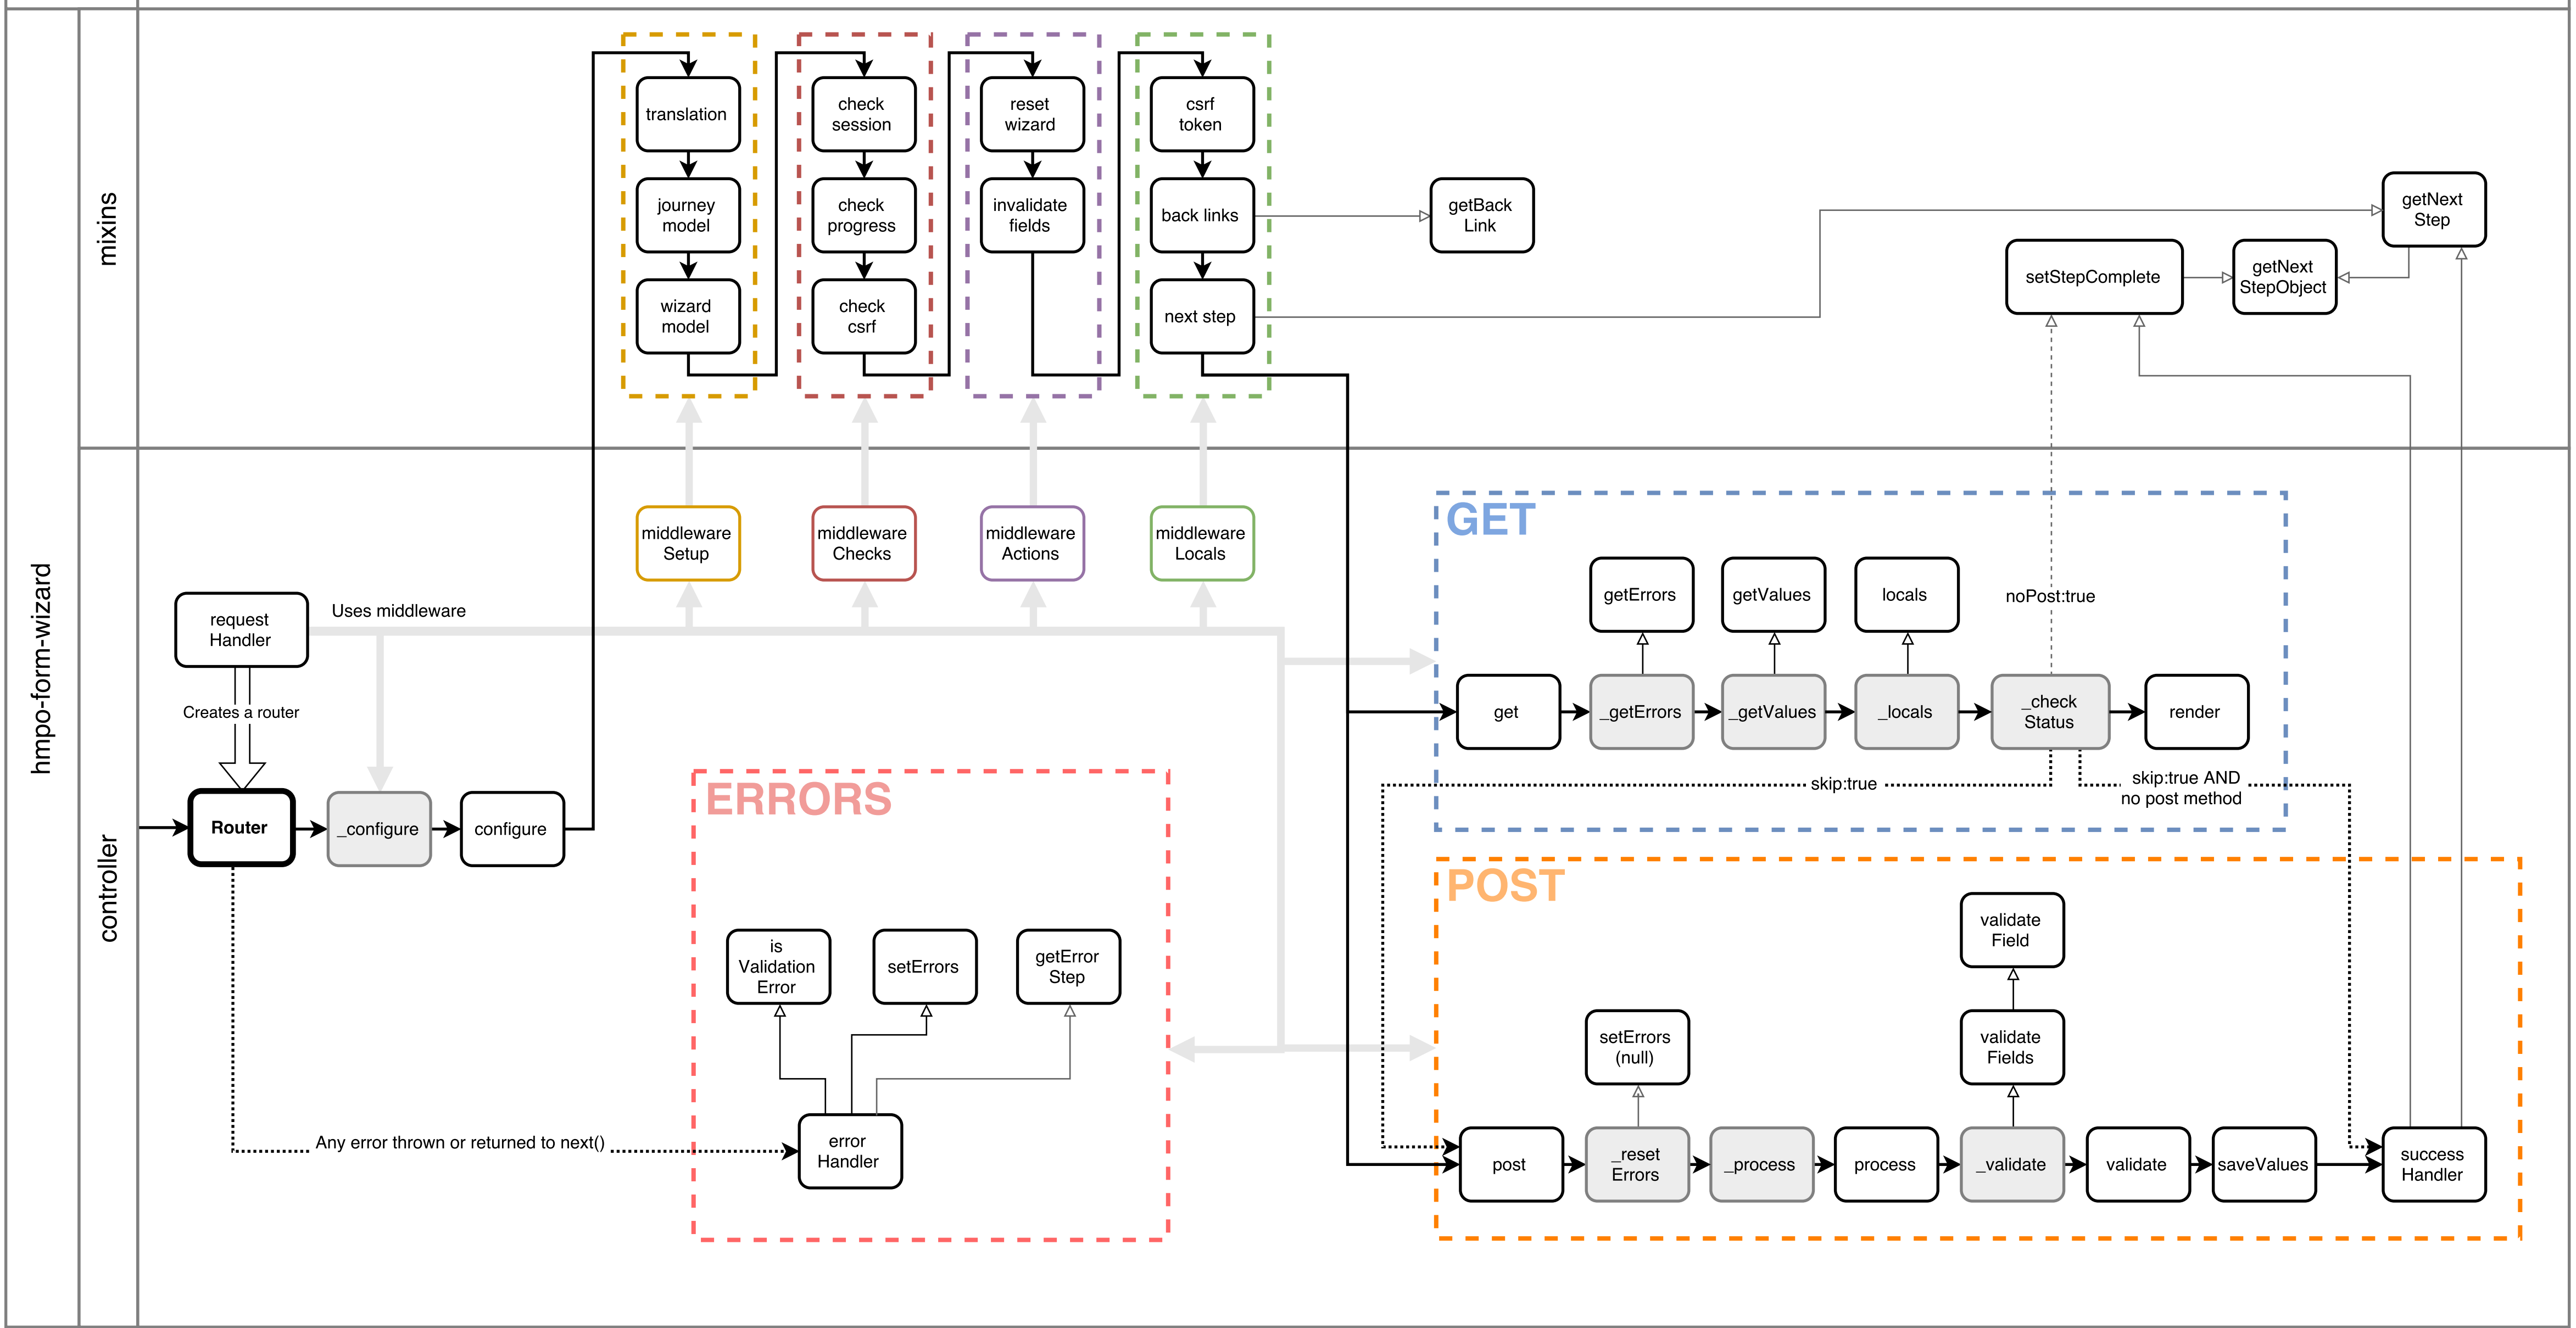 hmpo-form-wizard
mixins
translation
journey
model
wizard
model
check
session
check
progress
check
csrf
reset
wizard
invalidate
fields
csrf
token
back links
next step
getBack
Link
getNext
Step
setStepComplete
getNext
StepObject
controller
middleware
Setup
middleware
Checks
middleware
Actions
middleware
Locals
request
Handler
Uses middleware
Creates a router
Router
_configure
configure
ERRORS
is
Validation
Error
setErrors
getError
Step
error
Handler
Any error thrown or returned to next()
GET
getErrors
getValues
locals
noPost:true
get
_getErrors
_getValues
_locals
_check
Status
render
skip:true
skip:true AND
no post method
POST
validate
Field
setErrors
(null)
validate
Fields
post
_reset
Errors
_process
process
_validate
validate
saveValues
success
Handler